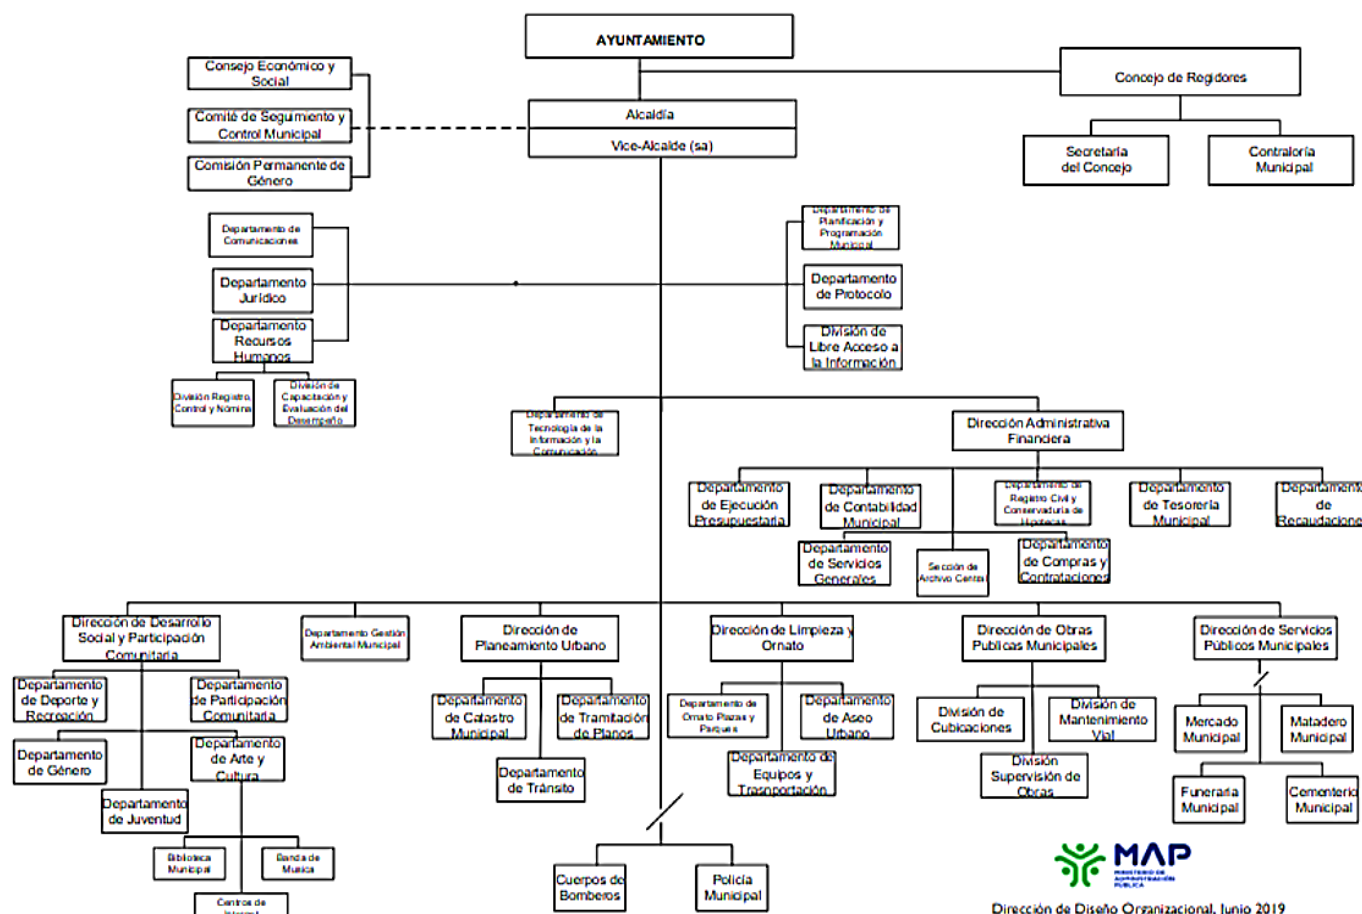 AYUNTAMIENTO
Consejo Económico y
Social
Concejo de Regidores
Alcaldía
Comité de Seguimiento y
Control Municipal
Vice-Alcalde (sa)
Secretaría
del Concejo
Contraloría
Municipal
Comisión Permanente de
Género
Departamento de
Comunicaciones
Departamento de
Planificación y
Programación
Municipal
Departamento
Jurídico
Departamento
de Protocolo
Departamento
Recursos
Humanos
División de
Libre Acceso a
la Información
División Registro,
Control y Nómina
División de
Capacitación y
Evaluación del
Desempeño
Departamento de
Tecnología de la
Información y la
Comunicación
Dirección Administrativa
Financiera
Departamento
de Ejecución
Presupuestaria
Departamento
de Contabilidad
Municipal
Departamento de
Registro Civil y
Conservaduría de
Hipotecas
Departamento
de Tesorería
Municipal
Departamento
de
Recaudaciones
Departamento
de Servicios
Generales
Sección de
Archivo Central
Departamento
de Compras y
Contrataciones
Dirección de Desarrollo
Social y Participación
Comunitaria
Departamento Gestión
Ambiental Municipal
Dirección de
Planeamiento Urbano
Dirección de Limpieza y
Ornato
Dirección de Obras
Publicas Municipales
Dirección de Servicios
Públicos Municipales
Departamento
de Deporte y
Recreación
Departamento
de Participación
Comunitaria
Departamento
de Catastro
Municipal
Departamento
de Tramitación
de Planos
Departamento de
Ornato Plazas y
Parques
Departamento
de Aseo
Urbano
División de
Cubicaciones
División de
Mantenimiento
Vial
Mercado
Municipal
Matadero
Municipal
Departamento
de Género
Departamento
de Arte y
Cultura
Departamento
de Tránsito
Departamento de
Equipos y
Trasnportación
División
Supervisión de
Obras
Funeraria
Municipal
Cementerio
Municipal
Departamento
de Juventud
Biblioteca
Municipal
Banda de
Musica
Centros de
Internet
Cuerpos de
Bomberos
Policía
Municipal
MAP
MINISTERIO DE
ADMINISTRACIÓN
PÚBLICA
Dirección de Diseño Organizacional, Junio 2019